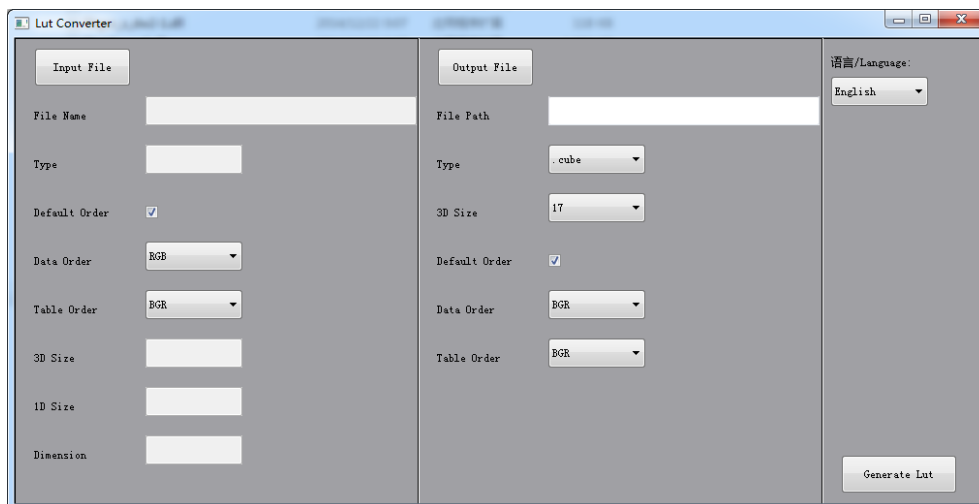 Lut Converter
Input File
File Name
Type
Default Order
Data Order RGB
Table Order BGR
3D Size
1D Size
Dimension
Output File
File Path
Type .cube
3D Size 17
Default Order
Data Order BGR
Table Order BGR
语言/Language:
English
Generate Lut